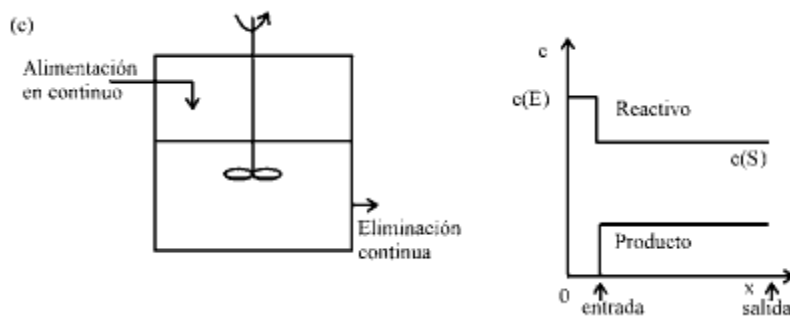 (c)
Alimentación
en continuo
Eliminación
continua
c
c(E)
Reactivo
c(S)
Producto
0
entrada
x
salida